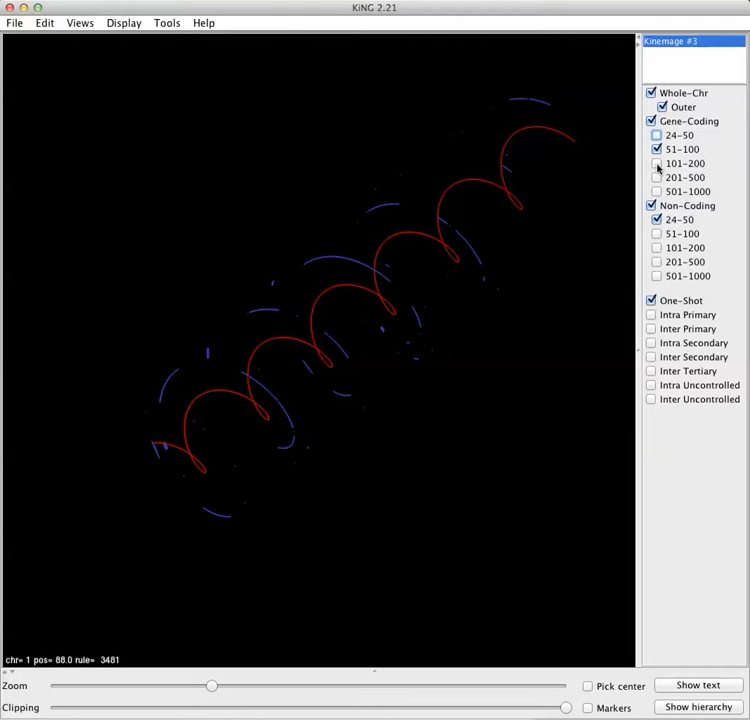 KiNG 2.21
File Edit Views Display Tools Help
Kinemage #3
Whole-Chr
Outer
Gene-Coding
24-50
51-100
101-200
201-500
501-1000
Non-Coding
24-50
51-100
101-200
201-500
501-1000
One-Shot
Intra Primary
Inter Primary
Intra Secondary
Inter Secondary
Inter Tertiary
Intra Uncontrolled
Inter Uncontrolled
chr= 1 pos= 88.0 rule= 3481
Zoom Pick center Show text
Clipping Markers Show hierarchy